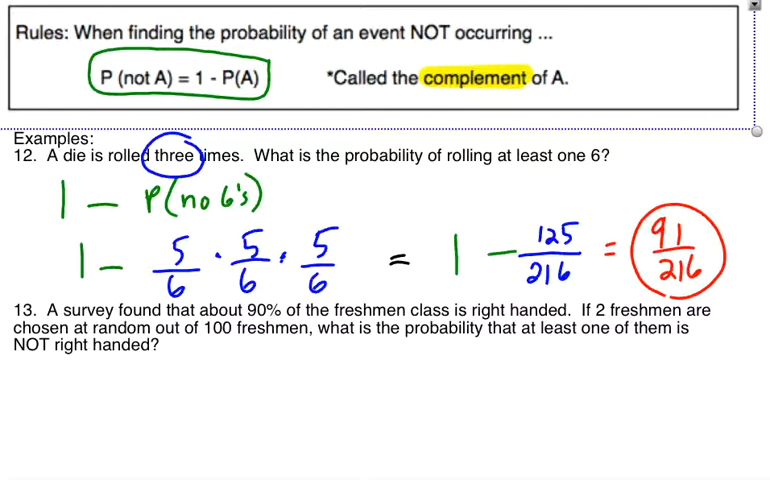 Rules: When finding the probability of an event NOT occurring ...
P (not A) = 1 - P(A) *Called the complement of A.
Examples:
12. A die is rolled three times. What is the probability of rolling at least one 6?
1 - P(no 6's)
1 - 5/6 · 5/6 · 5/6 = 1 - 125/216 = 91/216
13. A survey found that about 90% of the freshmen class is right handed. If 2 freshmen are
chosen at random out of 100 freshmen, what is the probability that at least one of them is
NOT right handed?